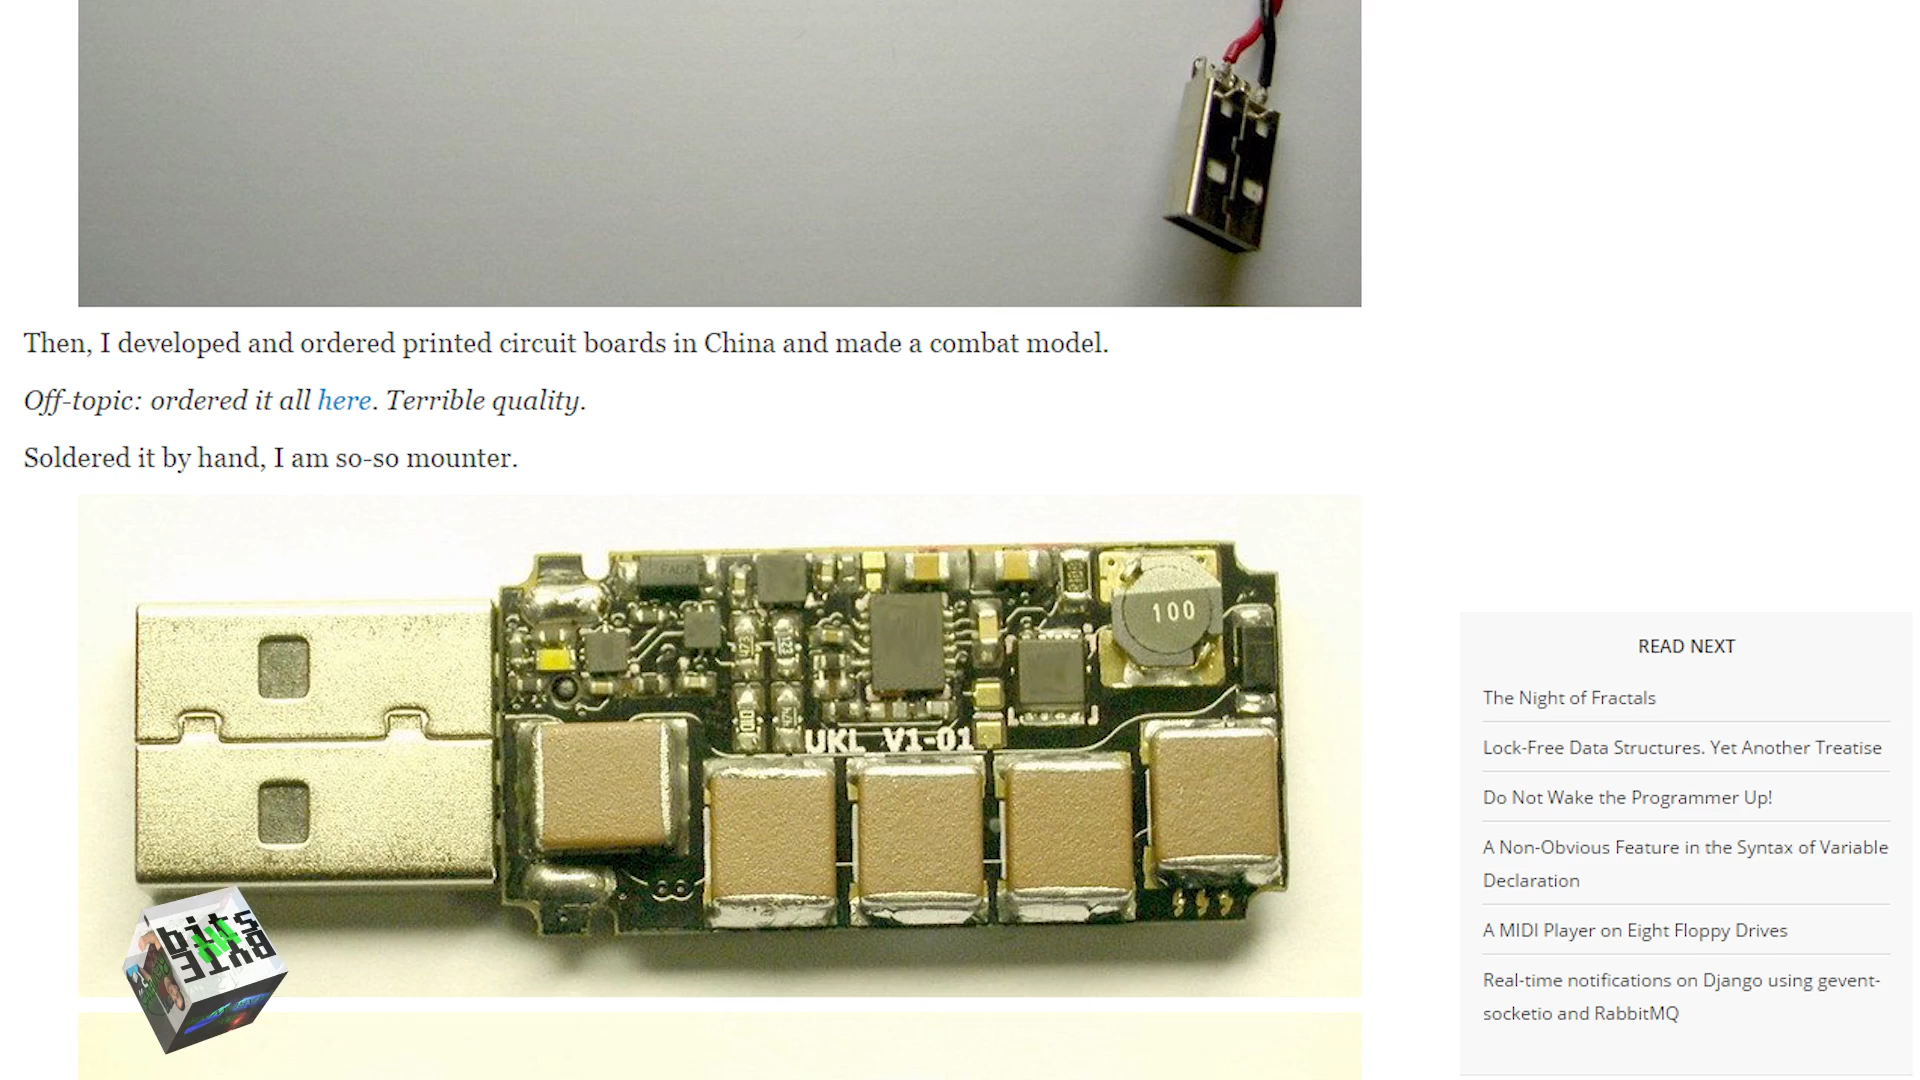 Then, I developed and ordered printed circuit boards in China and made a combat model.
Off-topic: ordered it all here. Terrible quality.
Soldered it by hand, I am so-so mounter.
100
473
010
UKL V1-01
bits
BYTE
READ NEXT
The Night of Fractals
Lock-Free Data Structures. Yet Another Treatise
Do Not Wake the Programmer Up!
A Non-Obvious Feature in the Syntax of Variable
Declaration
A MIDI Player on Eight Floppy Drives
Real-time notifications on Django using gevent-
socketio and RabbitMQ